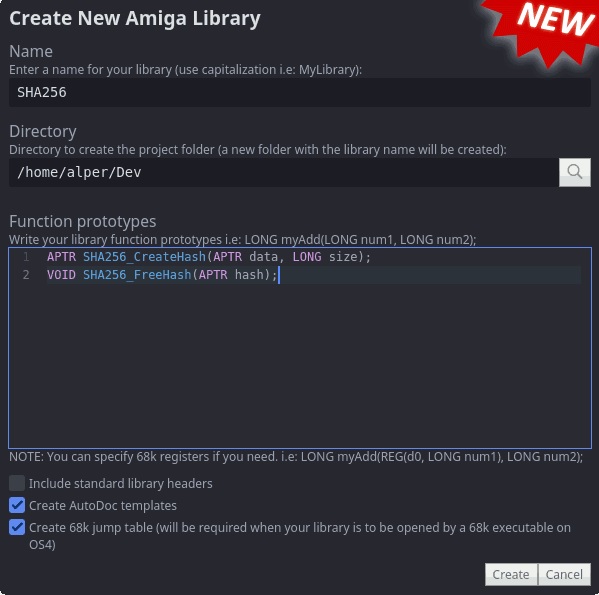 Create New Amiga Library
NEW
Name
Enter a name for your library (use capitalization i.e: MyLibrary):
SHA256
Directory
Directory to create the project folder (a new folder with the library name will be created):
/home/alper/Dev
Function prototypes
Write your library function prototypes i.e: LONG myAdd(LONG num1, LONG num2);
1 APTR SHA256_CreateHash(APTR data, LONG size);
2 VOID SHA256_FreeHash(APTR hash);
NOTE: You can specify 68k registers if you need. i.e: LONG myAdd(REG(d0, LONG num1), LONG num2);
Include standard library headers
Create AutoDoc templates
Create 68k jump table (will be required when your library is to be opened by a 68k executable on
OS4)
Create Cancel